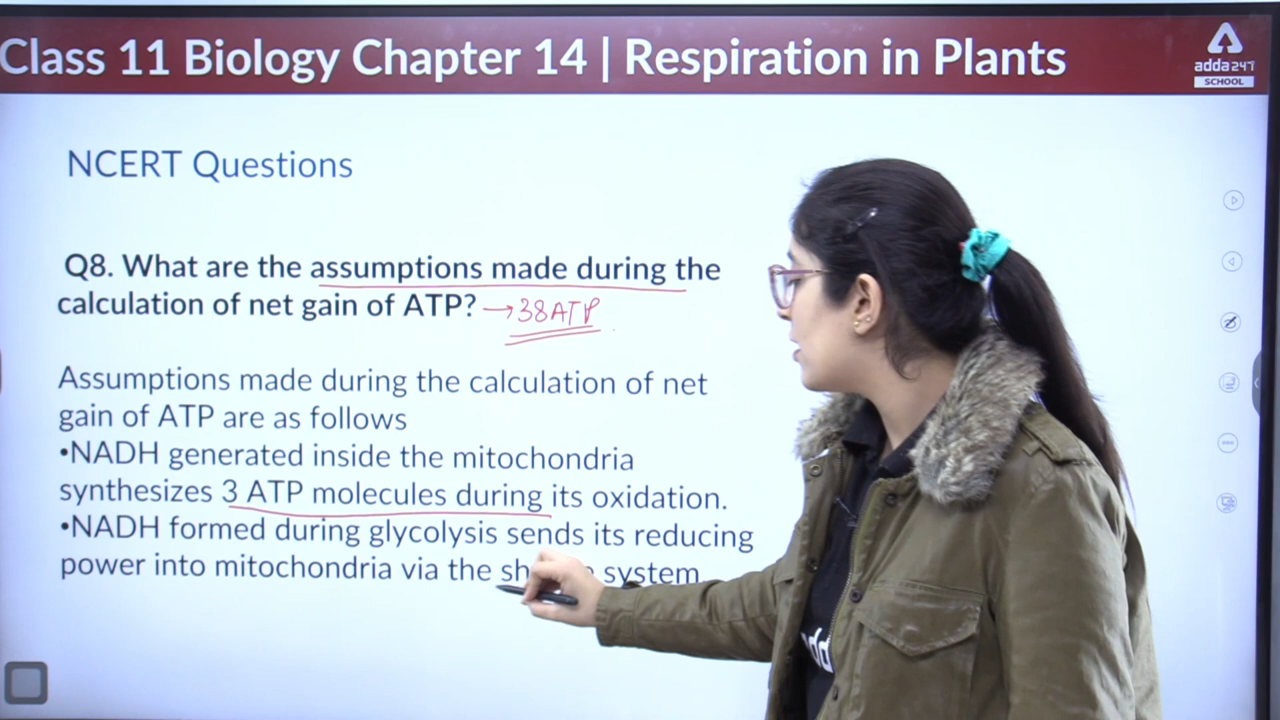 Class 11 Biology Chapter 14 | Respiration in Plants
adda247
SCHOOL
NCERT Questions
Q8. What are the assumptions made during the
calculation of net gain of ATP? →38ATP
Assumptions made during the calculation of net
gain of ATP are as follows
•NADH generated inside the mitochondria
synthesizes 3 ATP molecules during its oxidation.
•NADH formed during glycolysis sends its reducing
power into mitochondria via the system